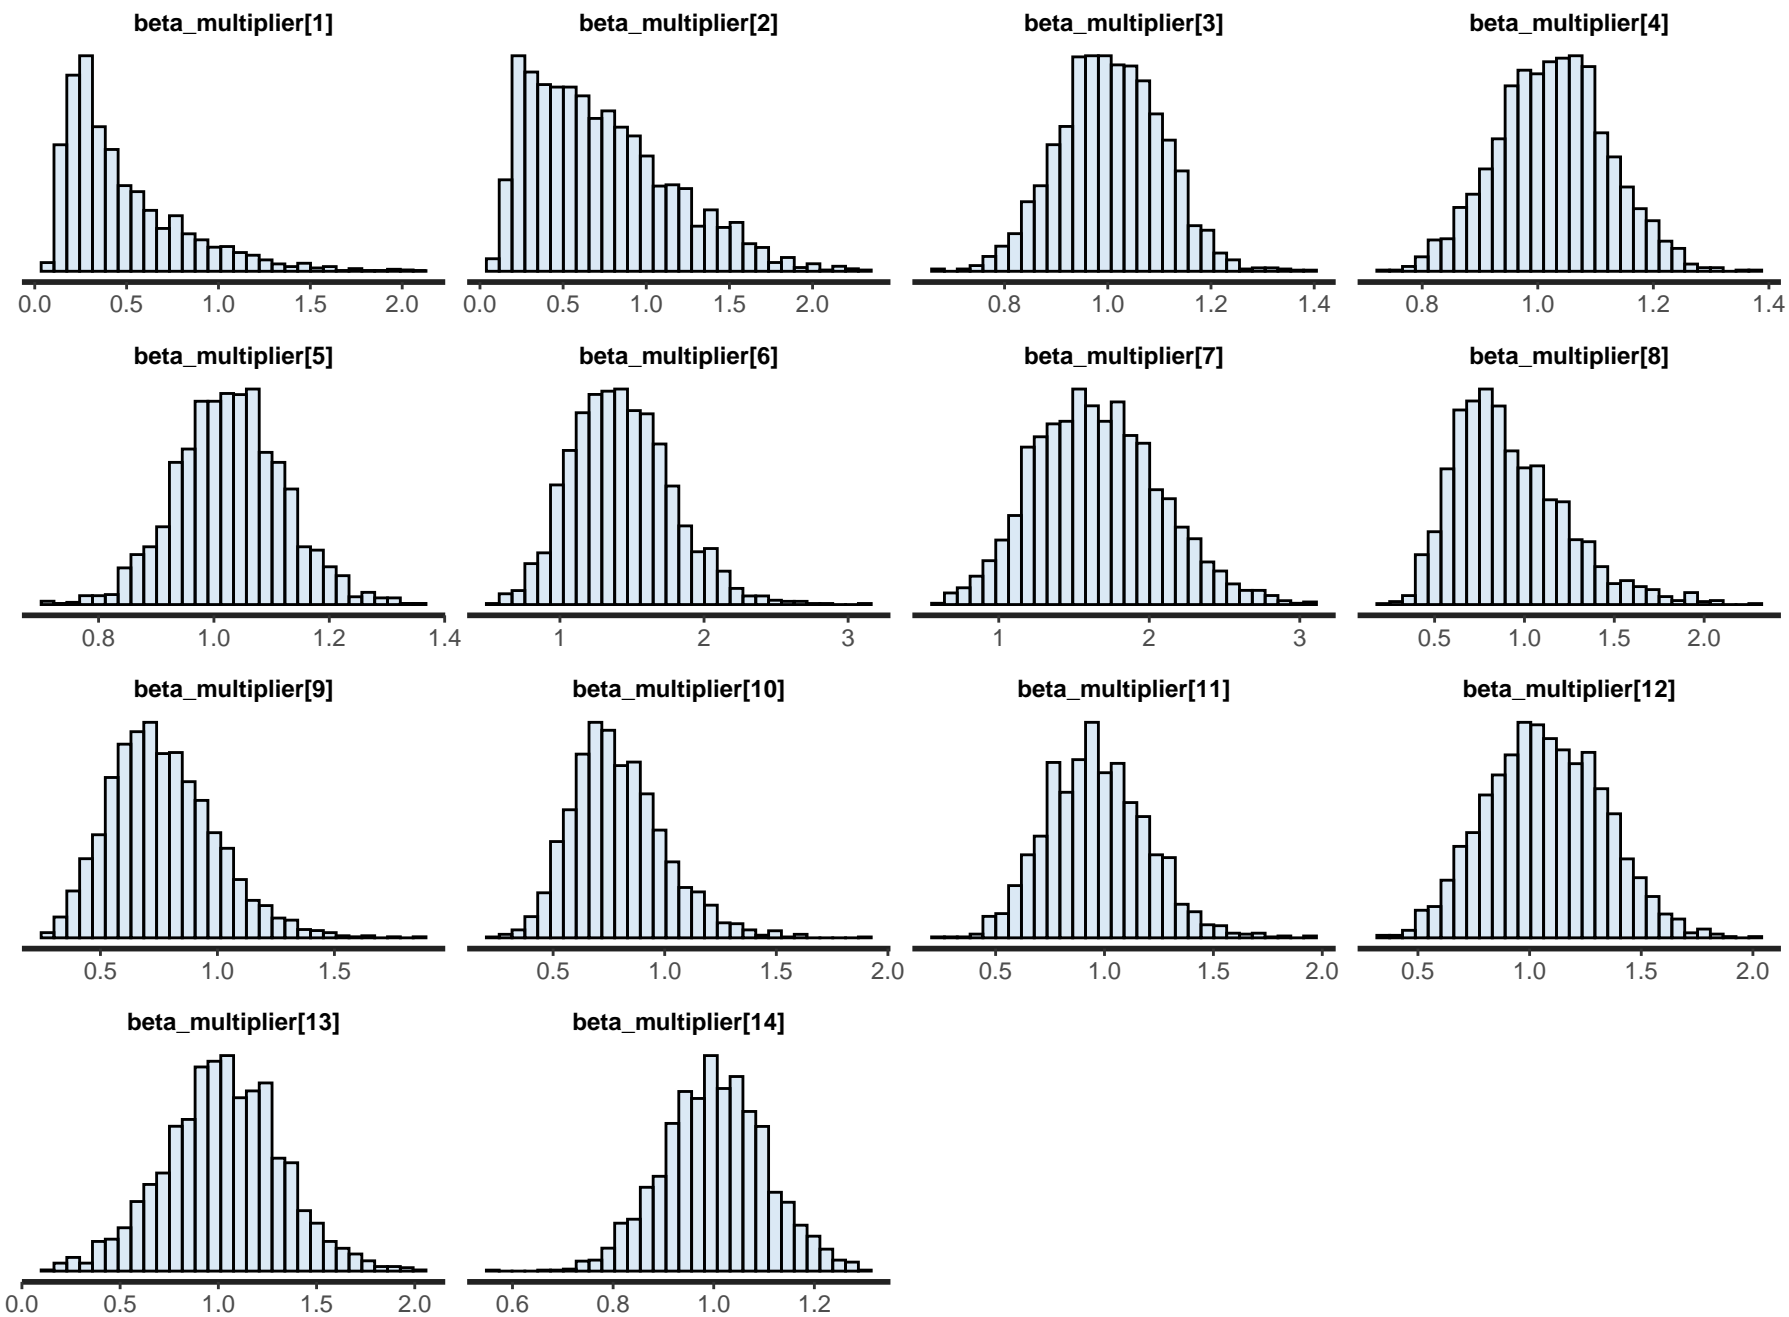 beta_multiplier[1] beta_multiplier[2] beta_multiplier[3] beta_multiplier[4]
0.0 0.5 1.0 1.5 2.0 0.0 0.5 1.0 1.5 2.0 0.8 1.0 1.2 1.4 0.8 1.0 1.2 1.4
beta_multiplier[5] beta_multiplier[6] beta_multiplier[7] beta_multiplier[8]
0.8 1.0 1.2 1.4 1 2 3 1 2 3 0.5 1.0 1.5 2.0
beta_multiplier[9] beta_multiplier[10] beta_multiplier[11] beta_multiplier[12]
0.5 1.0 1.5 0.5 1.0 1.5 2.0 0.5 1.0 1.5 2.0 0.5 1.0 1.5 2.0
beta_multiplier[13] beta_multiplier[14]
0.0 0.5 1.0 1.5 2.0 0.6 0.8 1.0 1.2